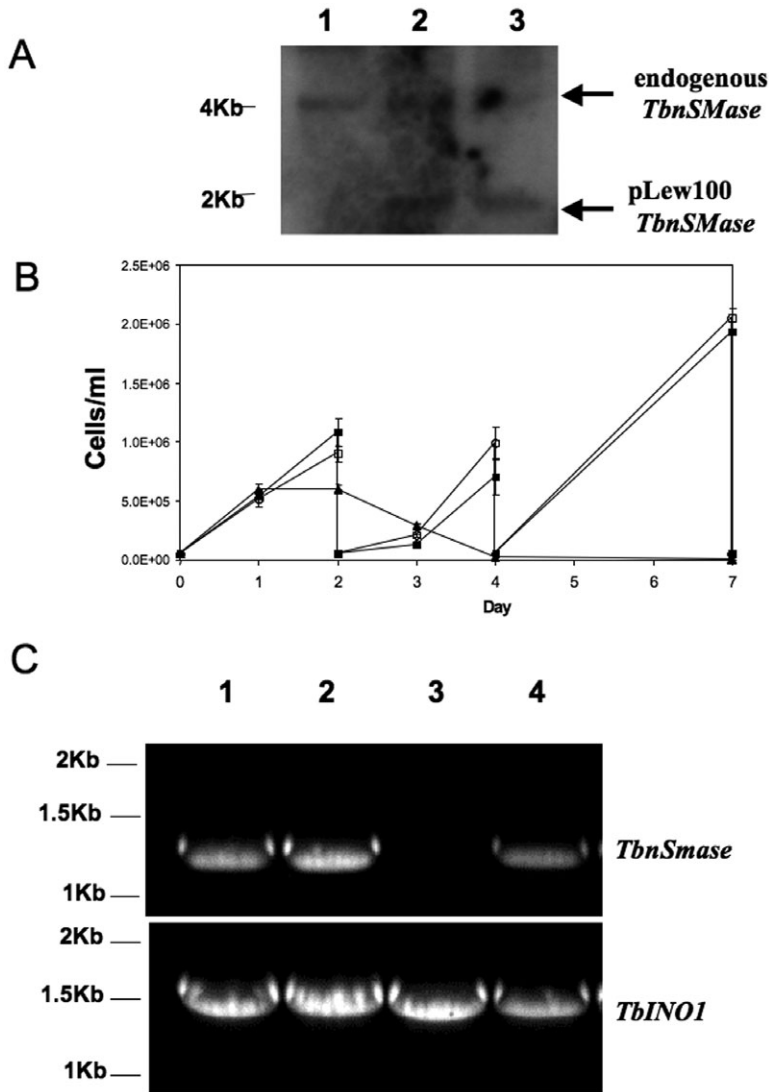 A
1 2 3
4Kb
2Kb
endogenous
TbnSMase
pLew100
TbnSMase
B
2.5E+06
2.0E+06
1.5E+06
1.0E+06
5.0E+05
0.0E+00
Cells/ml
0 1 2 3 4 5 6 7
Day
C
1 2 3 4
2Kb
1.5Kb
1Kb
TbnSmase
2Kb
1.5Kb
1Kb
TbINO1